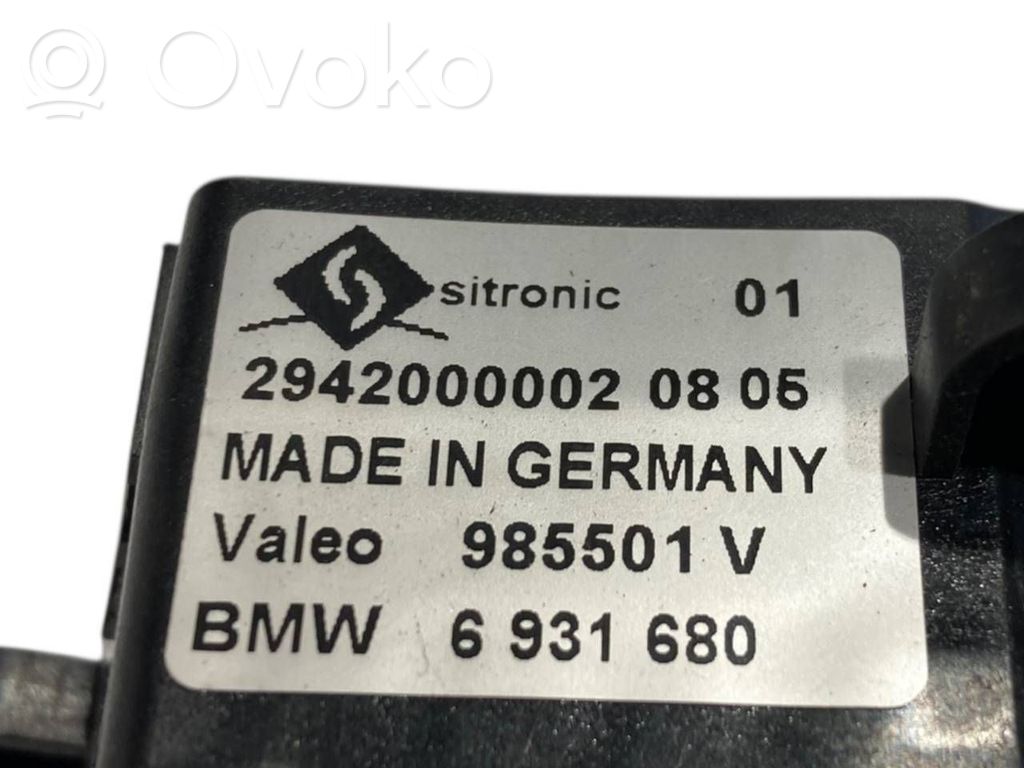 Ovoko
sitronic 01
2942000002 08 05
MADE IN GERMANY
Valeo 985501 V
BMW 6 931 680